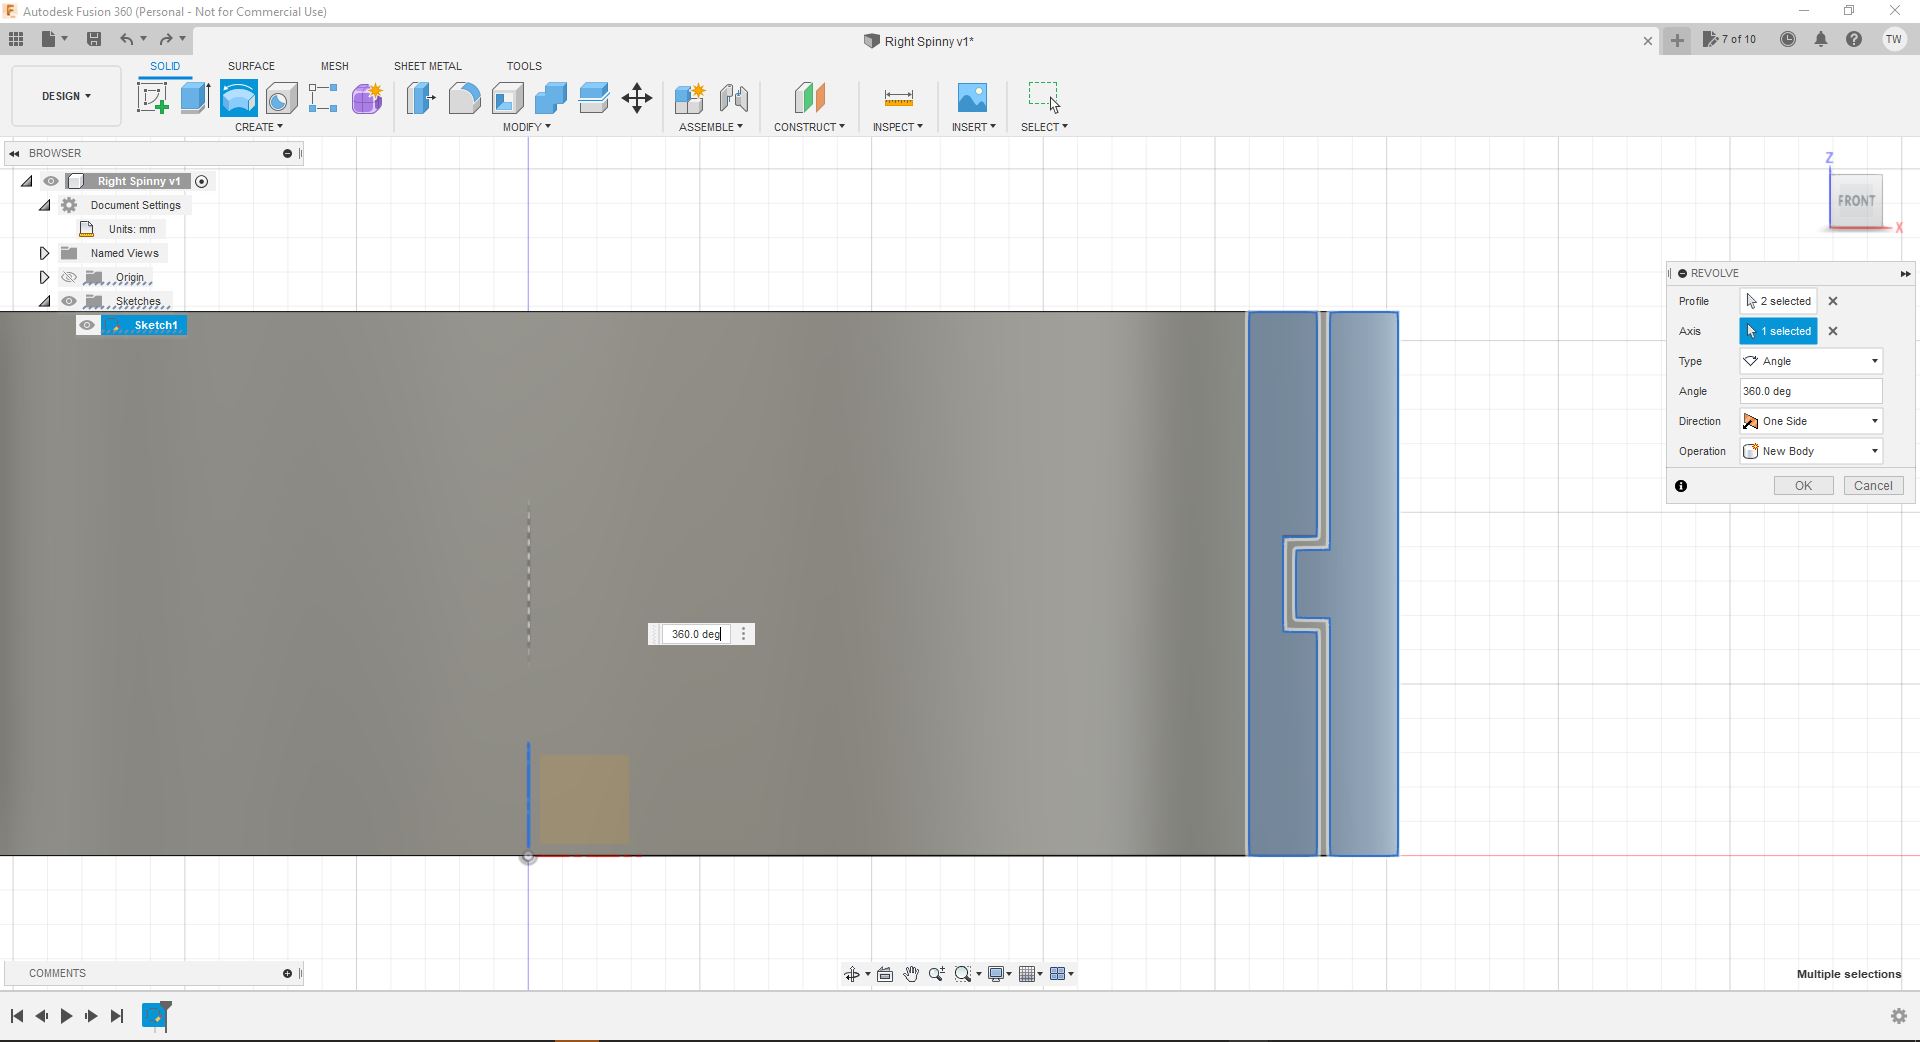 Autodesk Fusion 360 (Personal - Not for Commercial Use)
Right Spinny v1*
7 of 10
TW
DESIGN
SOLID
SURFACE
MESH
SHEET METAL
TOOLS
CREATE
MODIFY
ASSEMBLE
CONSTRUCT
INSPECT
INSERT
SELECT
BROWSER
Right Spinny v1
Document Settings
Units: mm
Named Views
Origin
Sketches
Sketch1
Z
FRONT
X
REVOLVE
Profile
2 selected
Axis
1 selected
Type
Angle
Angle
360.0 deg
Direction
One Side
Operation
New Body
OK
Cancel
360.0 deg
COMMENTS
Multiple selections